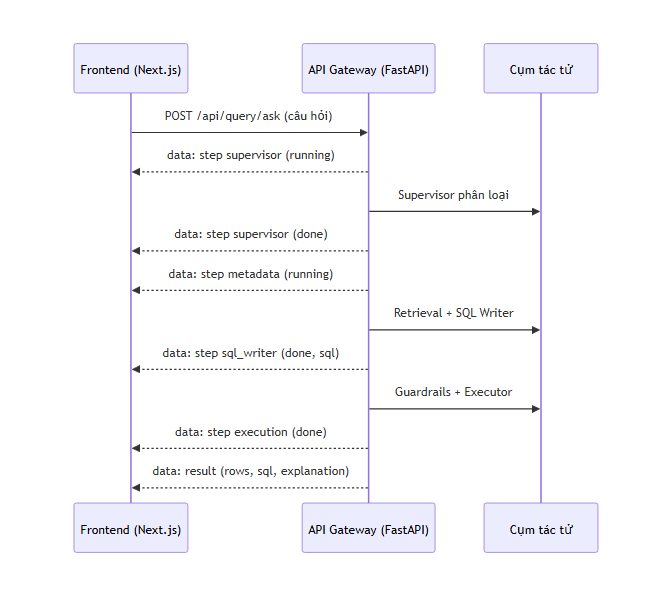 Frontend (Next.js)
API Gateway (FastAPI)
Cụm tác tử
POST /api/query/ask (câu hỏi)
data: step supervisor (running)
Supervisor phân loại
data: step supervisor (done)
data: step metadata (running)
Retrieval + SQL Writer
data: step sql_writer (done, sql)
Guardrails + Executor
data: step execution (done)
data: result (rows, sql, explanation)
Frontend (Next.js)
API Gateway (FastAPI)
Cụm tác tử